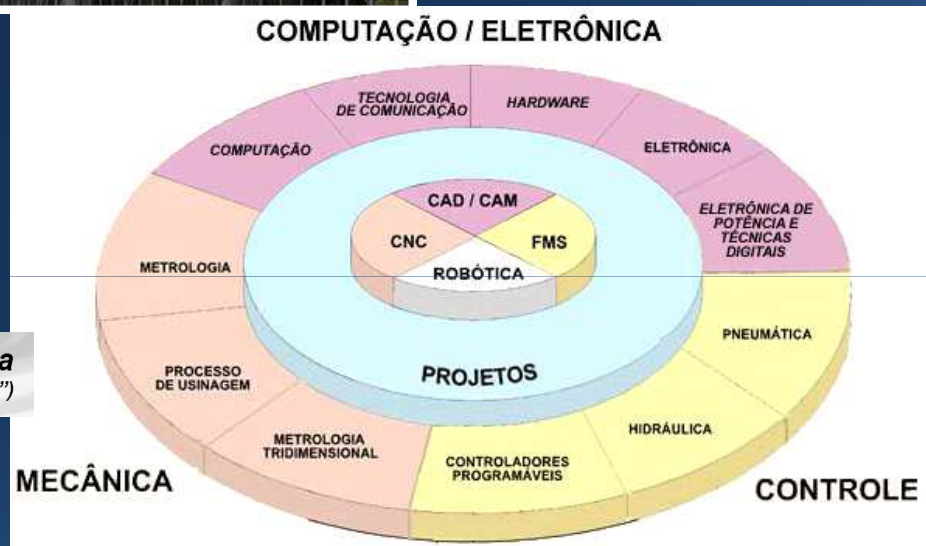 COMPUTAÇÃO / ELETRÔNICA
TECNOLOGIA
DE COMUNICAÇÃO
HARDWARE
COMPUTAÇÃO
ELETRÔNICA
ELETRÔNICA DE
POTÊNCIA E
TÉCNICAS
DIGITAIS
CAD / CAM
CNC
FMS
ROBÓTICA
METROLOGIA
PNEUMÁTICA
a
”)
PROCESSO
DE USINAGEM
PROJETOS
HIDRÁULICA
METROLOGIA
TRIDIMENSIONAL
CONTROLADORES
PROGRAMÁVEIS
MECÂNICA
CONTROLE